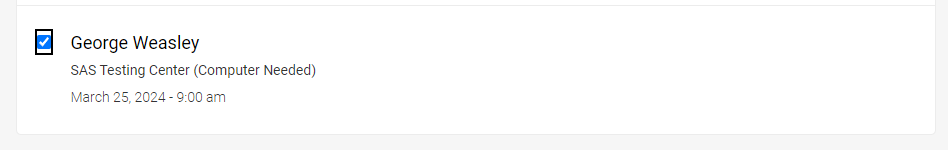 George Weasley
SAS Testing Center (Computer Needed)
March 25, 2024 - 9:00 am